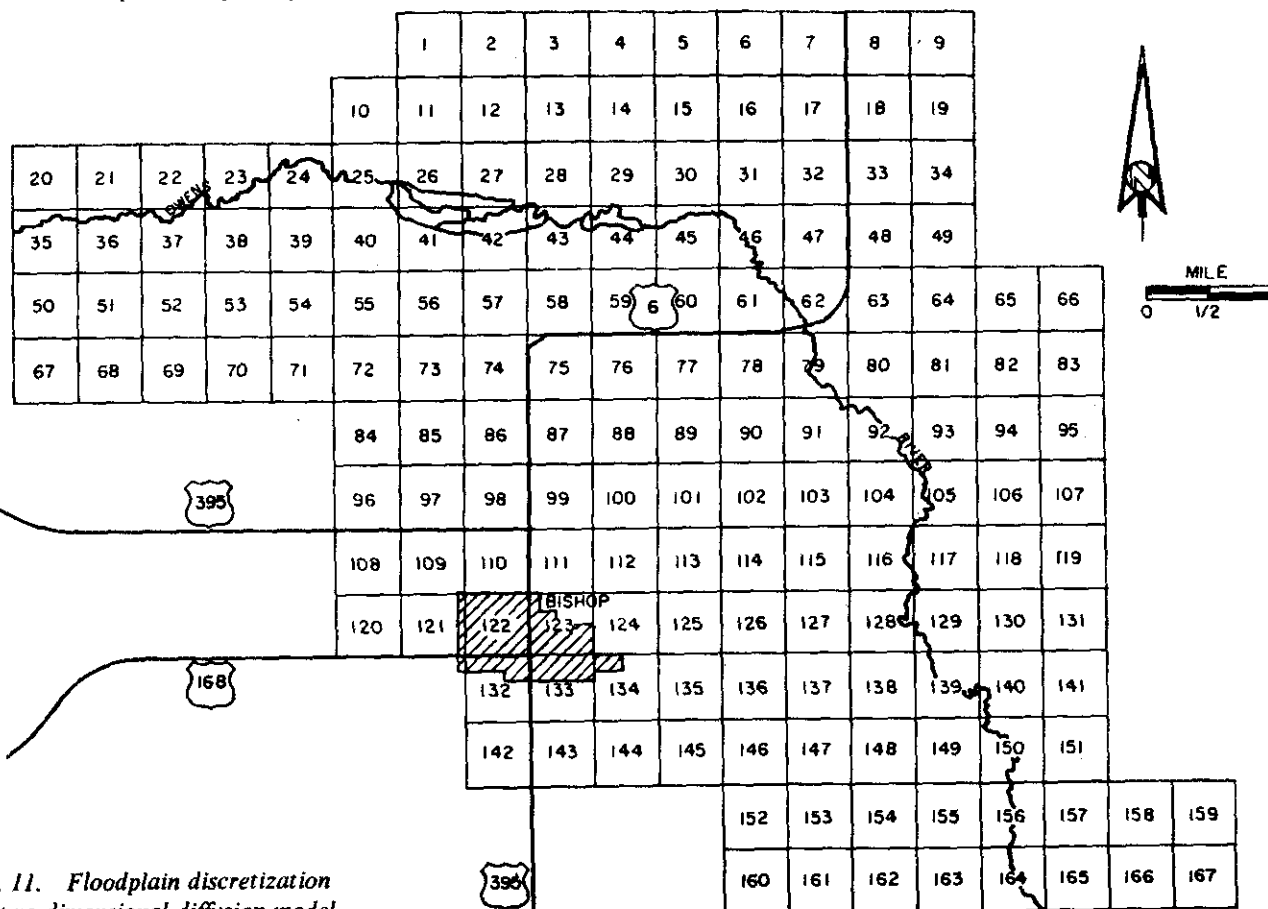 1 2 3 4 5 6 7 8 9
10 11 12 13 14 15 16 17 18 19
20 21 22 23 24 25 26 27 28 29 30 31 32 33 34
OWENS
35 36 37 38 39 40 41 42 43 44 45 46 47 48 49
MILE
0 1/2
50 51 52 53 54 55 56 57 58 59 6 60 61 62 63 64 65 66
67 68 69 70 71 72 73 74 75 76 77 78 79 80 81 82 83
84 85 86 87 88 89 90 91 92 93 94 95
RIVER
395
96 97 98 99 100 101 102 103 104 105 106 107
108 109 110 111 112 113 114 115 116 117 118 119
BISHOP
120 121 122 123 124 125 126 127 128 129 130 131
168
132 133 134 135 136 137 138 139 140 141
142 143 144 145 146 147 148 149 150 151
152 153 154 155 156 157 158 159
11. Floodplain discretization
395
160 161 162 163 164 165 166 167
dimensional diffusion model